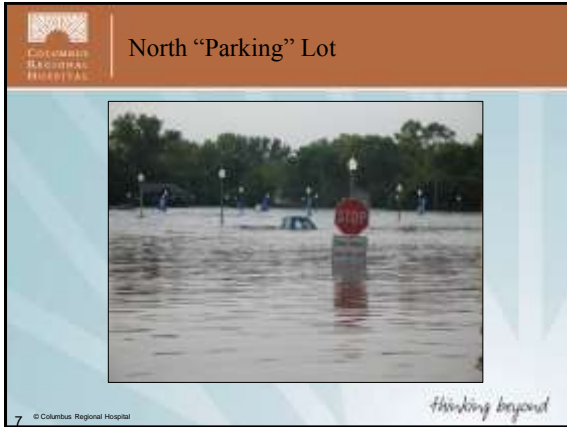 COLUMBUS
REGIONAL
HOSPITAL
North “Parking” Lot
STOP
7
© Columbus Regional Hospital
thinking beyond